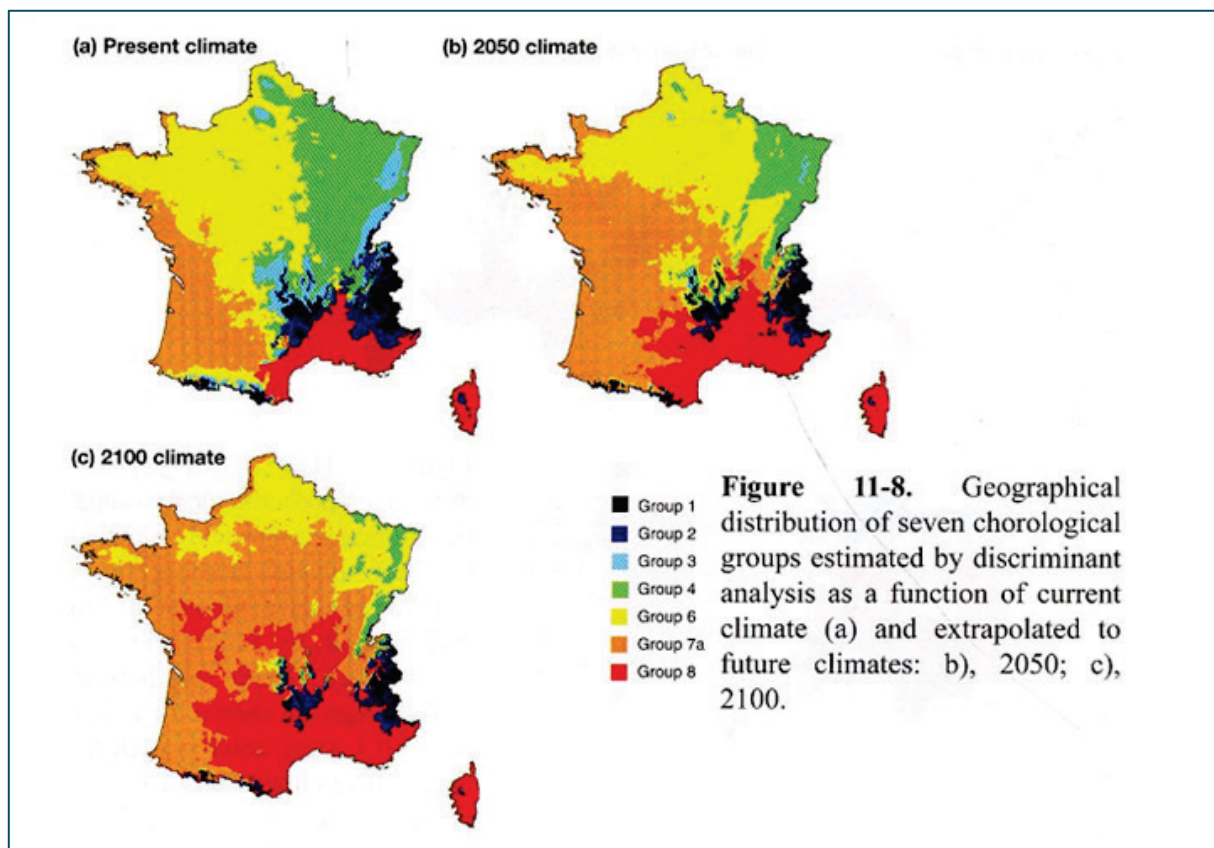 (a) Present climate
(b) 2050 climate
(c) 2100 climate
Group 1
Group 2
Group 3
Group 4
Group 6
Group 7a
Group 8
Figure 11-8. Geographical
distribution of seven chorological
groups estimated by discriminant
analysis as a function of current
climate (a) and extrapolated to
future climates: b), 2050; c),
2100.